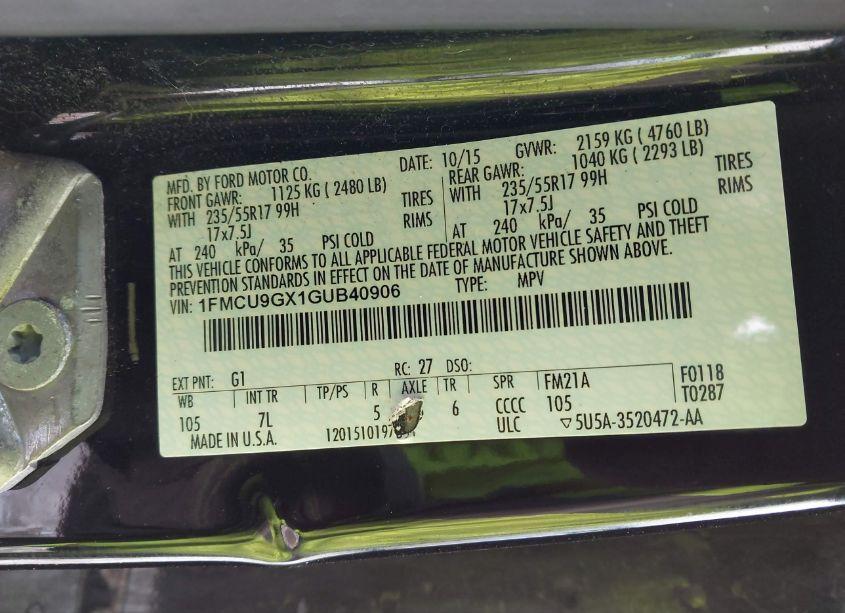 MFD. BY FORD MOTOR CO. DATE: 10/15 GVWR: 2159 KG ( 4760 LB)
FRONT GAWR: 1125 KG ( 2480 LB) REAR GAWR: 1040 KG ( 2293 LB)
WITH 235/55R17 99H TIRES WITH 235/55R17 99H TIRES
17x7.5J RIMS 17x7.5J RIMS
AT 240 kPa/ 35 PSI COLD AT 240 kPa/ 35 PSI COLD
THIS VEHICLE CONFORMS TO ALL APPLICABLE FEDERAL MOTOR VEHICLE SAFETY AND THEFT
PREVENTION STANDARDS IN EFFECT ON THE DATE OF MANUFACTURE SHOWN ABOVE.
VIN: 1FMCU9GX1GUB40906 TYPE: MPV
EXT PNT: G1 RC: 27 DSO: F0118
WB INT TR TP/PS R AXLE TR SPR FM21A T0287
105 7L 5 6 CCCC 105
MADE IN U.S.A. ULC ▽5U5A-3520472-AA